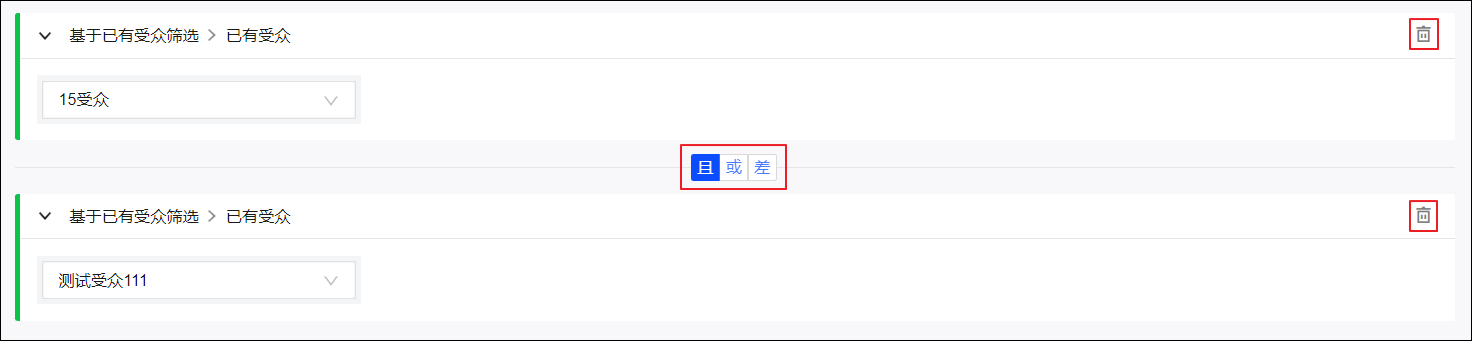 基于已有受众筛选 > 已有受众
15受众
且 或 差
基于已有受众筛选 > 已有受众
测试受众111